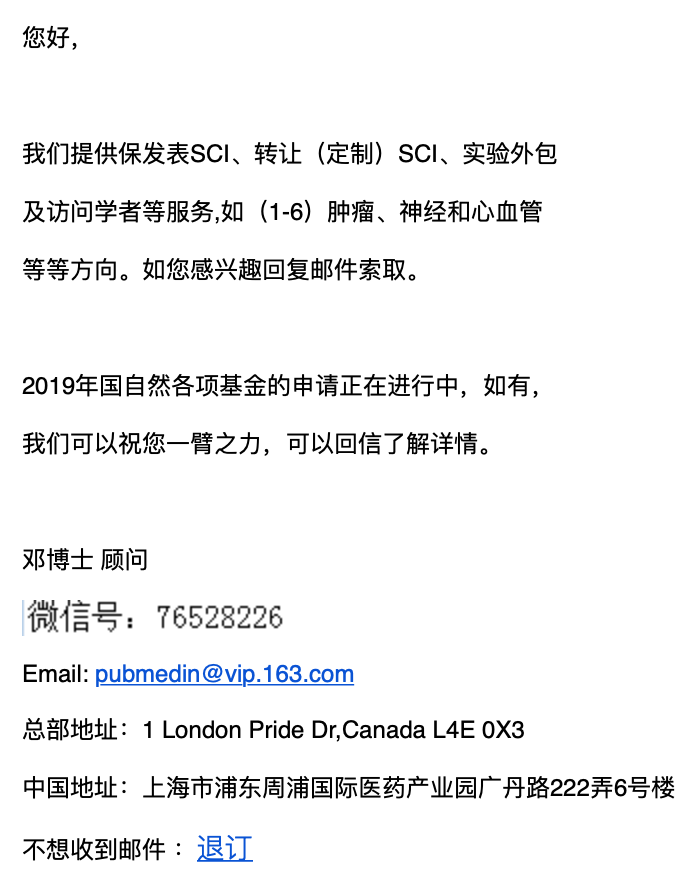 您好，
我们提供保发表SCI、转让（定制）SCI、实验外包
及访问学者等服务,如（1-6）肿瘤、神经和心血管
等等方向。如您感兴趣回复邮件索取。
2019年国自然各项基金的申请正在进行中，如有，
我们可以祝您一臂之力，可以回信了解详情。
邓博士 顾问
微信号：76528226
Email: pubmedin@vip.163.com
总部地址：1 London Pride Dr,Canada L4E 0X3
中国地址：上海市浦东周浦国际医药产业园广丹路222弄6号楼
不想收到邮件 ：退订